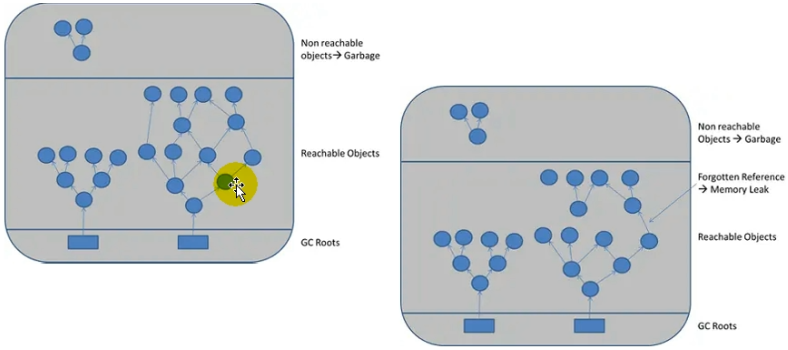 Non reachable
objects→ Garbage
Reachable Objects
GC Roots
Non reachable
Objects → Garbage
Forgotten Reference
→ Memory Leak
Reachable Objects
GC Roots